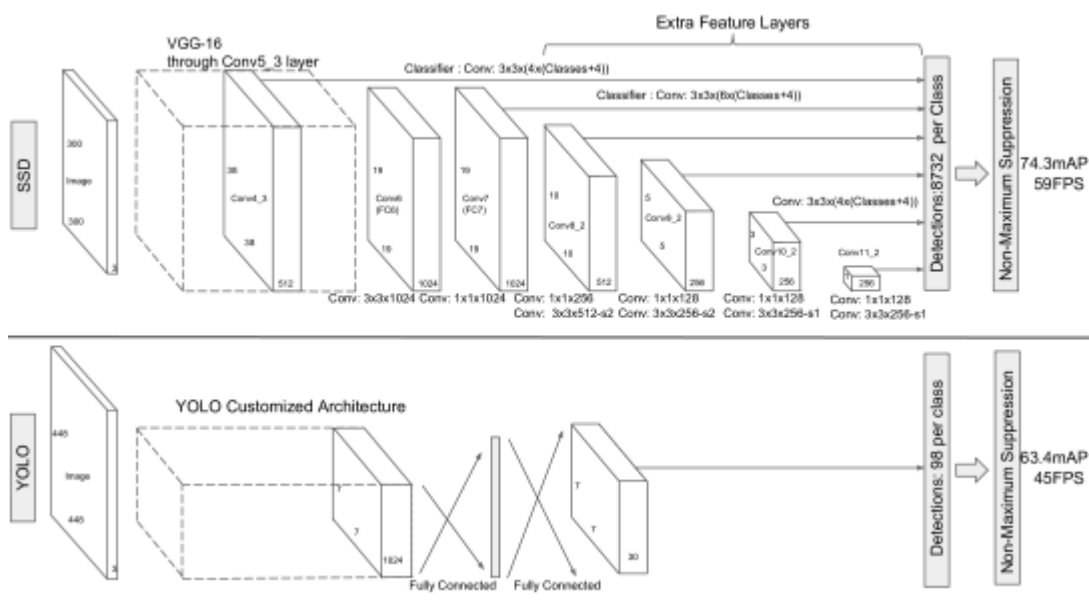 Extra Feature Layers
VGG-16
through Conv5_3 layer
Classifier : Conv: 3x3x(4x(Classes+4))
Classifier : Conv: 3x3x(6x(Classes+4))
SSD
300
Image
300
3
38
Conv4_3
38
512
19
Conv6
(FC6)
19
1024
19
Conv7
(FC7)
19
1024
10
Conv8_2
10
512
5
Conv9_2
5
256
Conv: 3x3x(4x(Classes+4))
3
Conv10_2
3
256
Conv11_2
1
256
Detections:8732 per Class
Non-Maximum Suppression
74.3mAP
59FPS
Conv: 3x3x1024
Conv: 1x1x1024
Conv: 1x1x256
Conv: 3x3x512-s2
Conv: 1x1x128
Conv: 3x3x256-s2
Conv: 1x1x128
Conv: 3x3x256-s1
Conv: 1x1x128
Conv: 3x3x256-s1
YOLO
448
Image
448
3
YOLO Customized Architecture
7
7
1024
Fully Connected
Fully Connected
7
7
30
Detections: 98 per class
Non-Maximum Suppression
63.4mAP
45FPS